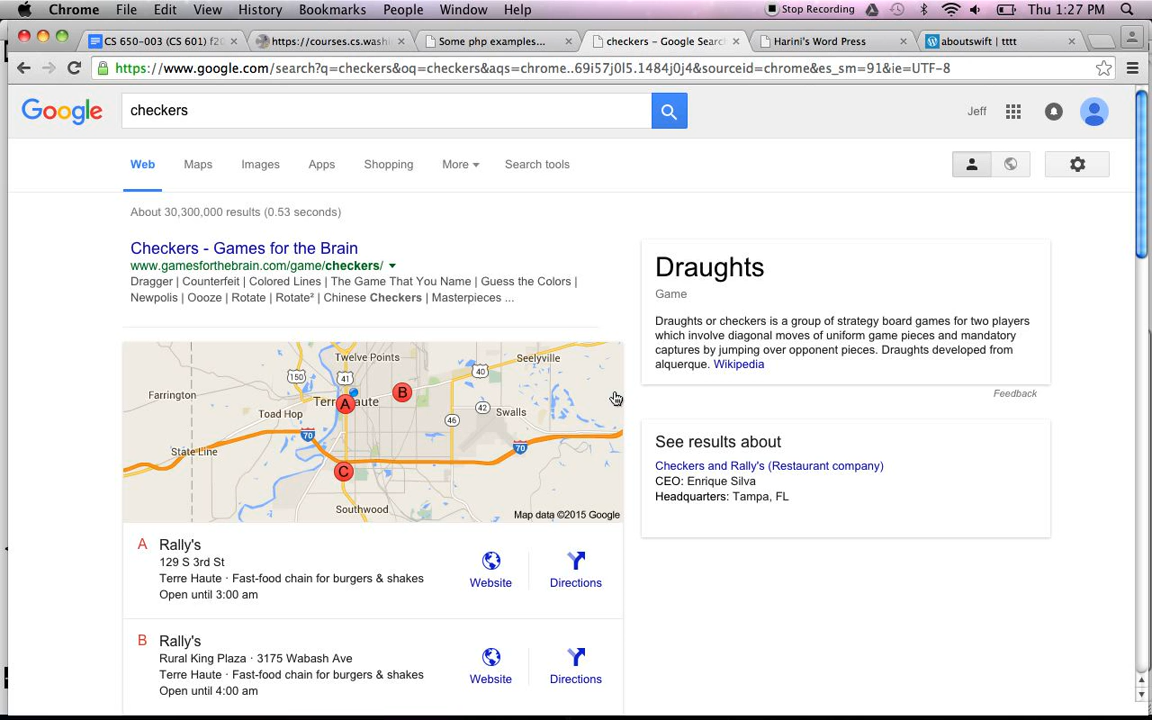 Chrome File Edit View History Bookmarks People Window Help Stop Recording Thu 1:27 PM
CS 650-003 (CS 601) f20 https://courses.cs.wash Some php examples... checkers - Google Search Harini's Word Press aboutswift | tttt
https://www.google.com/search?q=checkers&oq=checkers&aqs=chrome..69i57j0l5.1484j0j4&sourceid=chrome&es_sm=91&ie=UTF-8
Google checkers Jeff
Web Maps Images Apps Shopping More Search tools
About 30,300,000 results (0.53 seconds)
Checkers - Games for the Brain
www.gamesforthebrain.com/game/checkers/
Dragger | Counterfeit | Colored Lines | The Game That You Name | Guess the Colors |
Newpolis | Oooze | Rotate | Rotate² | Chinese Checkers | Masterpieces ...
Draughts
Game
Draughts or checkers is a group of strategy board games for two players
which involve diagonal moves of uniform game pieces and mandatory
captures by jumping over opponent pieces. Draughts developed from
alquerque. Wikipedia
Feedback
See results about
Checkers and Rally's (Restaurant company)
CEO: Enrique Silva
Headquarters: Tampa, FL
Twelve Points
Seelyville
150
41
40
Farrington
B
Terre Haute
A
Toad Hop
42
Swalls
46
70
70
State Line
C
Southwood
Map data ©2015 Google
A Rally's
129 S 3rd St
Terre Haute · Fast-food chain for burgers & shakes
Open until 3:00 am
Website Directions
B Rally's
Rural King Plaza · 3175 Wabash Ave
Terre Haute · Fast-food chain for burgers & shakes
Open until 4:00 am
Website Directions